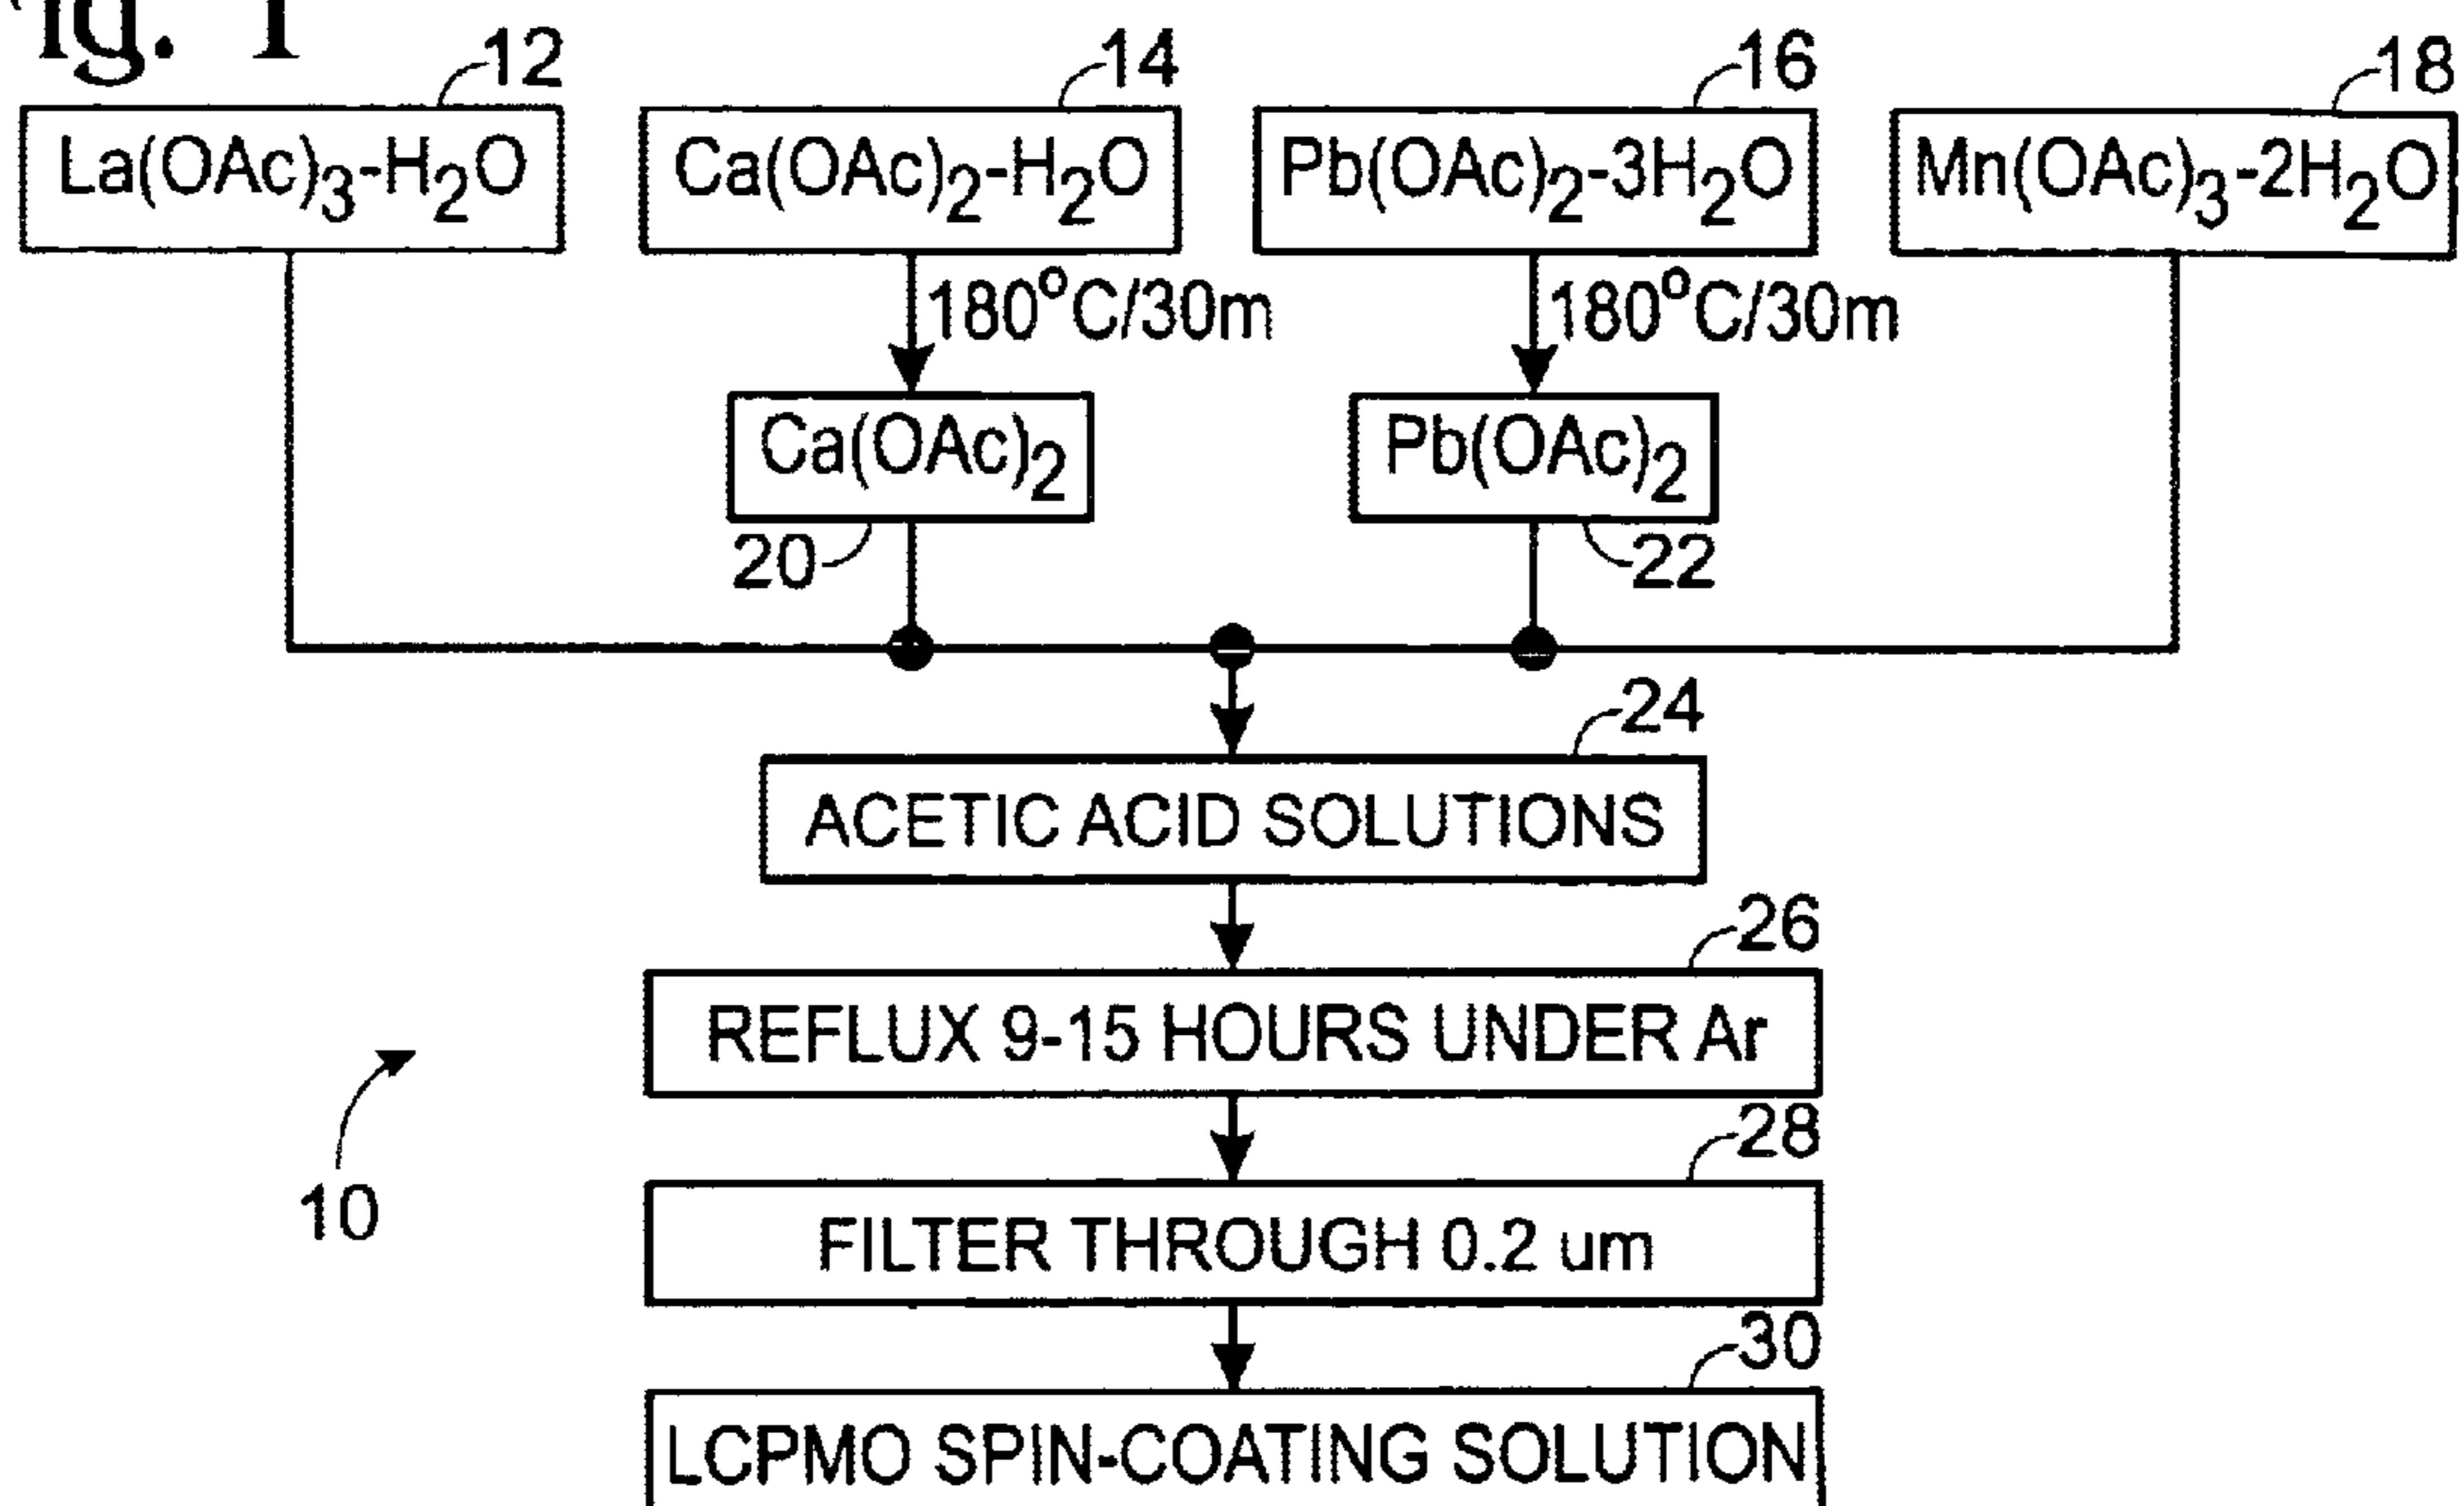 ig. 1
12
14
16
18
La(OAc)3-H2O
Ca(OAc)2-H2O
Pb(OAc)2-3H2O
Mn(OAc)3-2H2O
180°C/30m
180°C/30m
Ca(OAc)2
Pb(OAc)2
20
22
24
ACETIC ACID SOLUTIONS
26
REFLUX 9-15 HOURS UNDER Ar
28
10
FILTER THROUGH 0.2 um
30
LCPMO SPIN-COATING SOLUTION